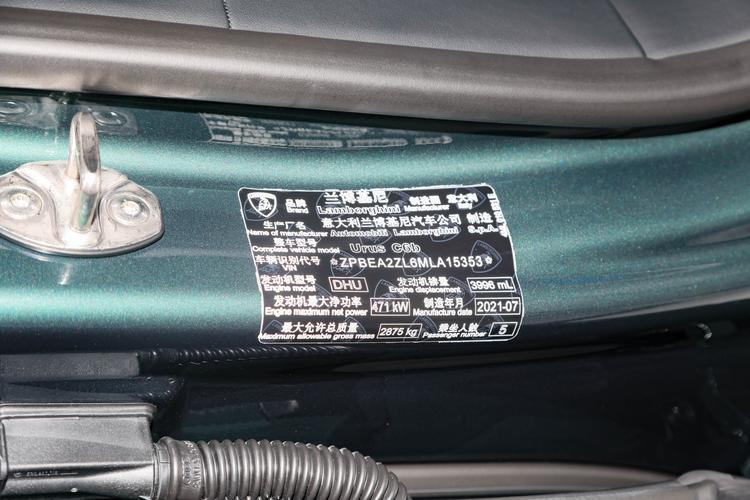 品牌 兰博基尼 制造国 意大利
Brand Lamborghini Manufacturer Italy
生产厂名 意大利兰博基尼汽车公司 制造
Name of manufacturer Automobili Lamborghini S.p.A.
整车型号 Urus C6b
Complete vehicle model
车辆识别代号 ☆ZPBEA2ZL6MLA15353☆
VIN
发动机型号 DHU 发动机排量 3996 mL
Engine model Engine displacement
发动机最大净功率 471 kW 制造年月 2021-07
Engine maximum net power Manufacture date
最大允许总质量 2875 kg 乘坐人数 5
Maximum allowable gross mass Passenger number